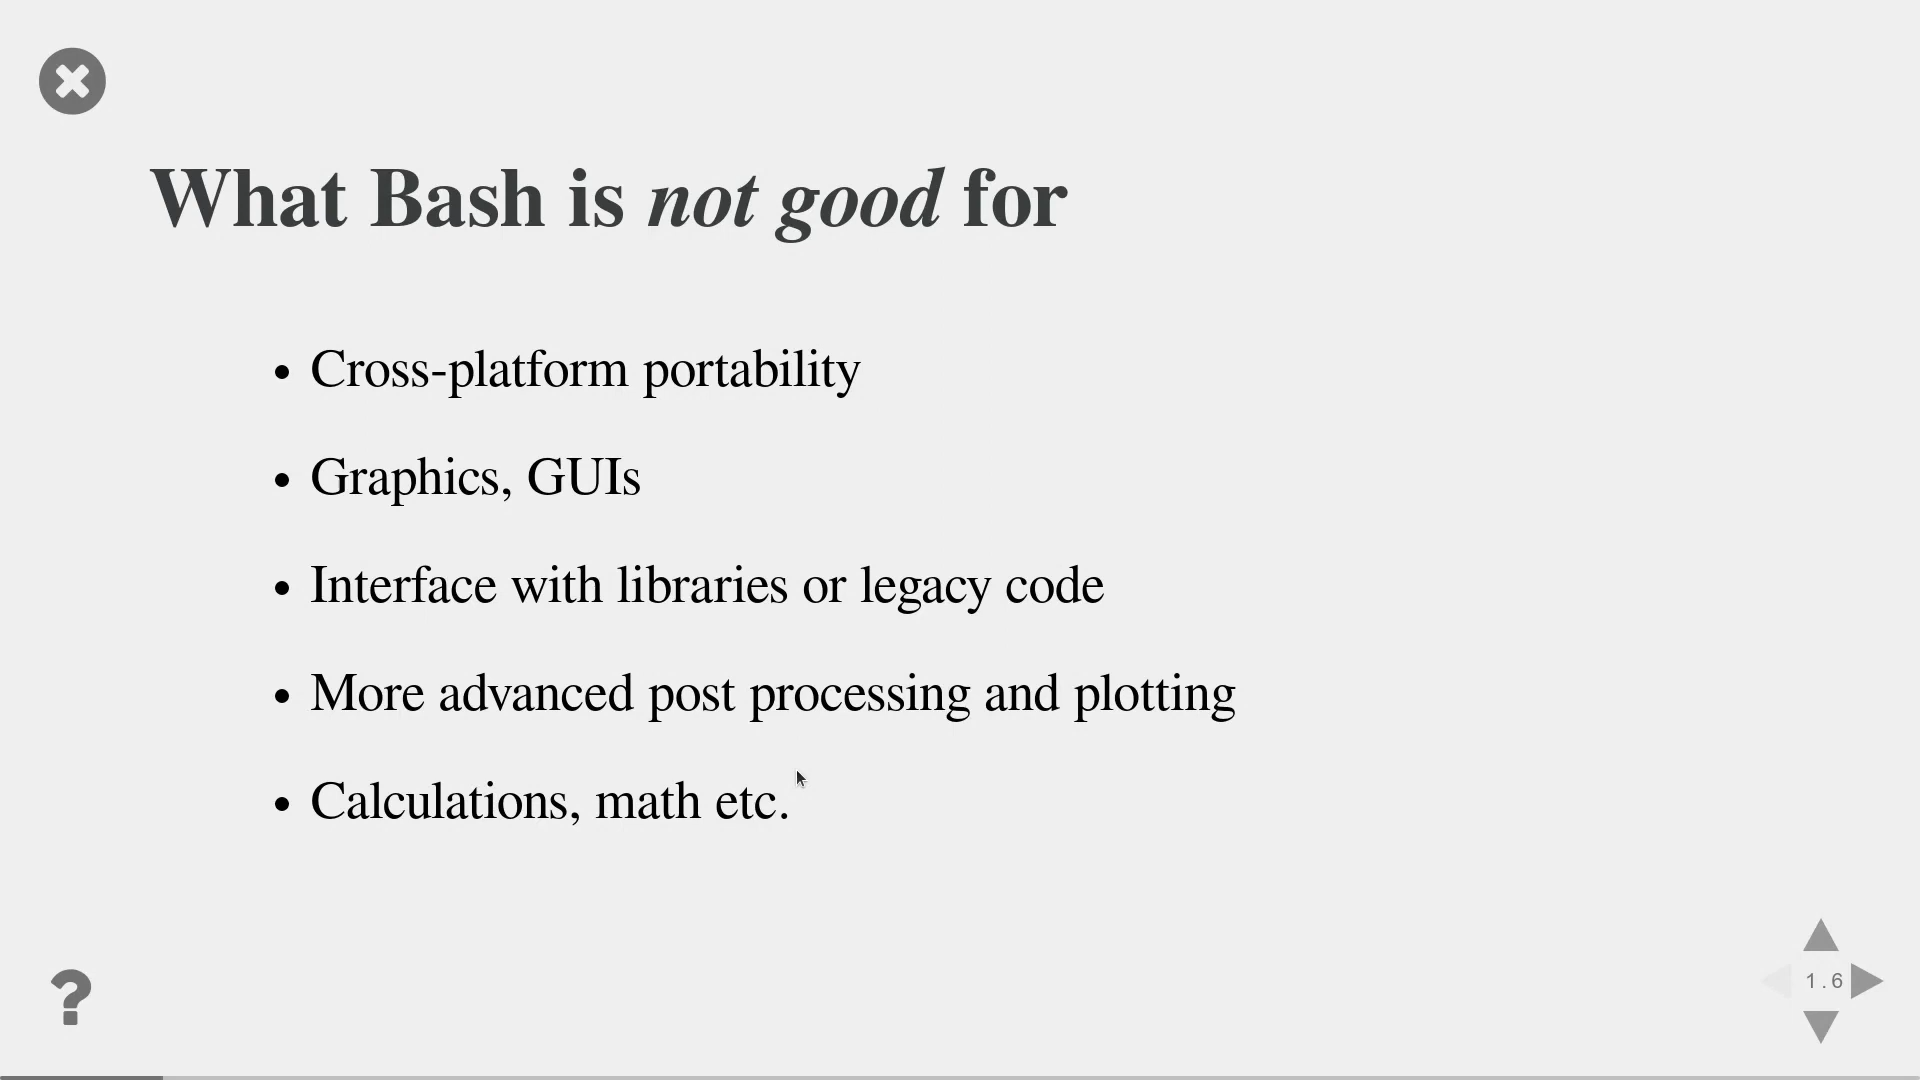 What Bash is not good for
• Cross-platform portability
• Graphics, GUIs
• Interface with libraries or legacy code
• More advanced post processing and plotting
• Calculations, math etc.
?
1.6